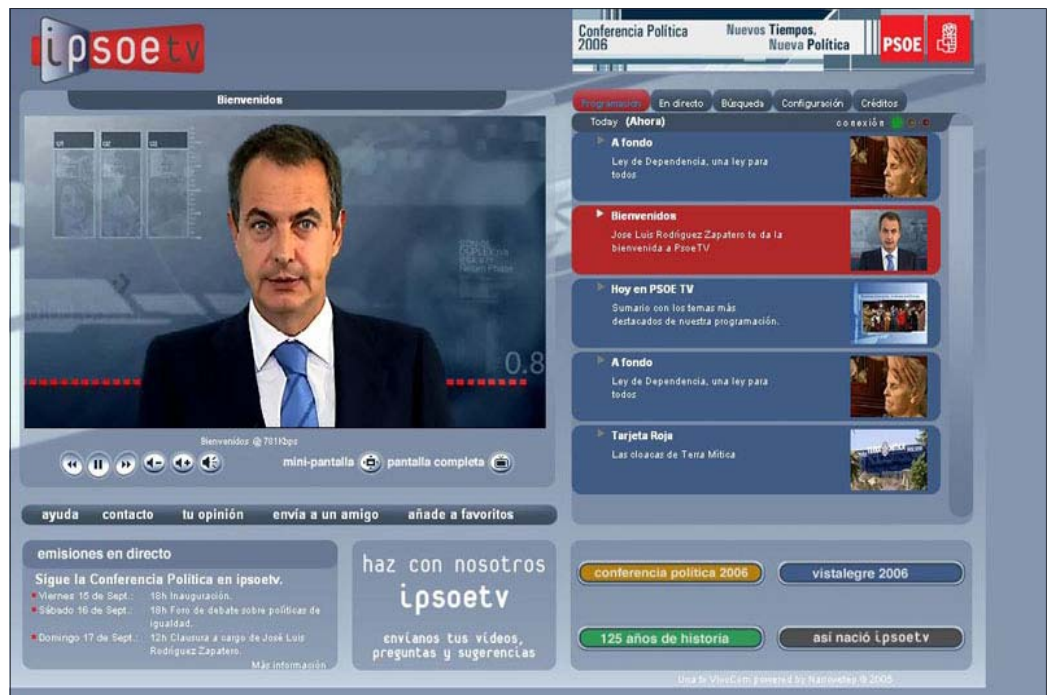 ipsoetv
Conferencia Política
2006
Nuevos Tiempos,
Nueva Política
PSOE
Bienvenidos
Programación
En directo
Búsqueda
Configuración
Créditos
Today (Ahora)
conexión
A fondo
Ley de Dependencia, una ley para
todos
Bienvenidos
Jose Luis Rodríguez Zapatero te da la
bienvenida a PsoeTV
Hoy en PSOE TV
Sumario con los temas más
destacados de nuestra programación.
A fondo
Ley de Dependencia, una ley para
todos
Tarjeta Roja
Las cloacas de Terra Mítica
0.8
Bienvenidos @ 781Kbps
mini-pantalla
pantalla completa
ayuda
contacto
tu opinión
envía a un amigo
añade a favoritos
emisiones en directo
Sigue la Conferencia Política en ipsoetv.
Viernes 15 de Sept.: 18h Inauguración.
Sábado 16 de Sept.: 18h Foro de debate sobre políticas de
igualdad.
Domingo 17 de Sept.: 12h Clausura a cargo de José Luis
Rodríguez Zapatero.
Más información
haz con nosotros
ipsoetv
envíanos tus vídeos,
preguntas y sugerencias
conferencia política 2006
vistalegre 2006
125 años de historia
así nació ipsoetv